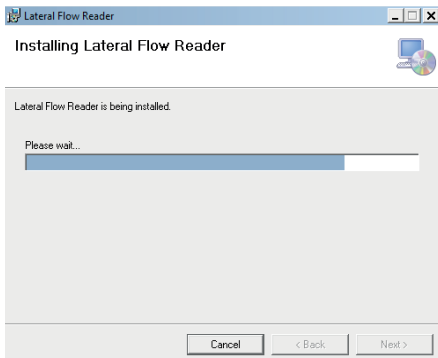 Lateral Flow Reader
Installing Lateral Flow Reader
Lateral Flow Reader is being installed.
Please wait...
Cancel
< Back
Next >